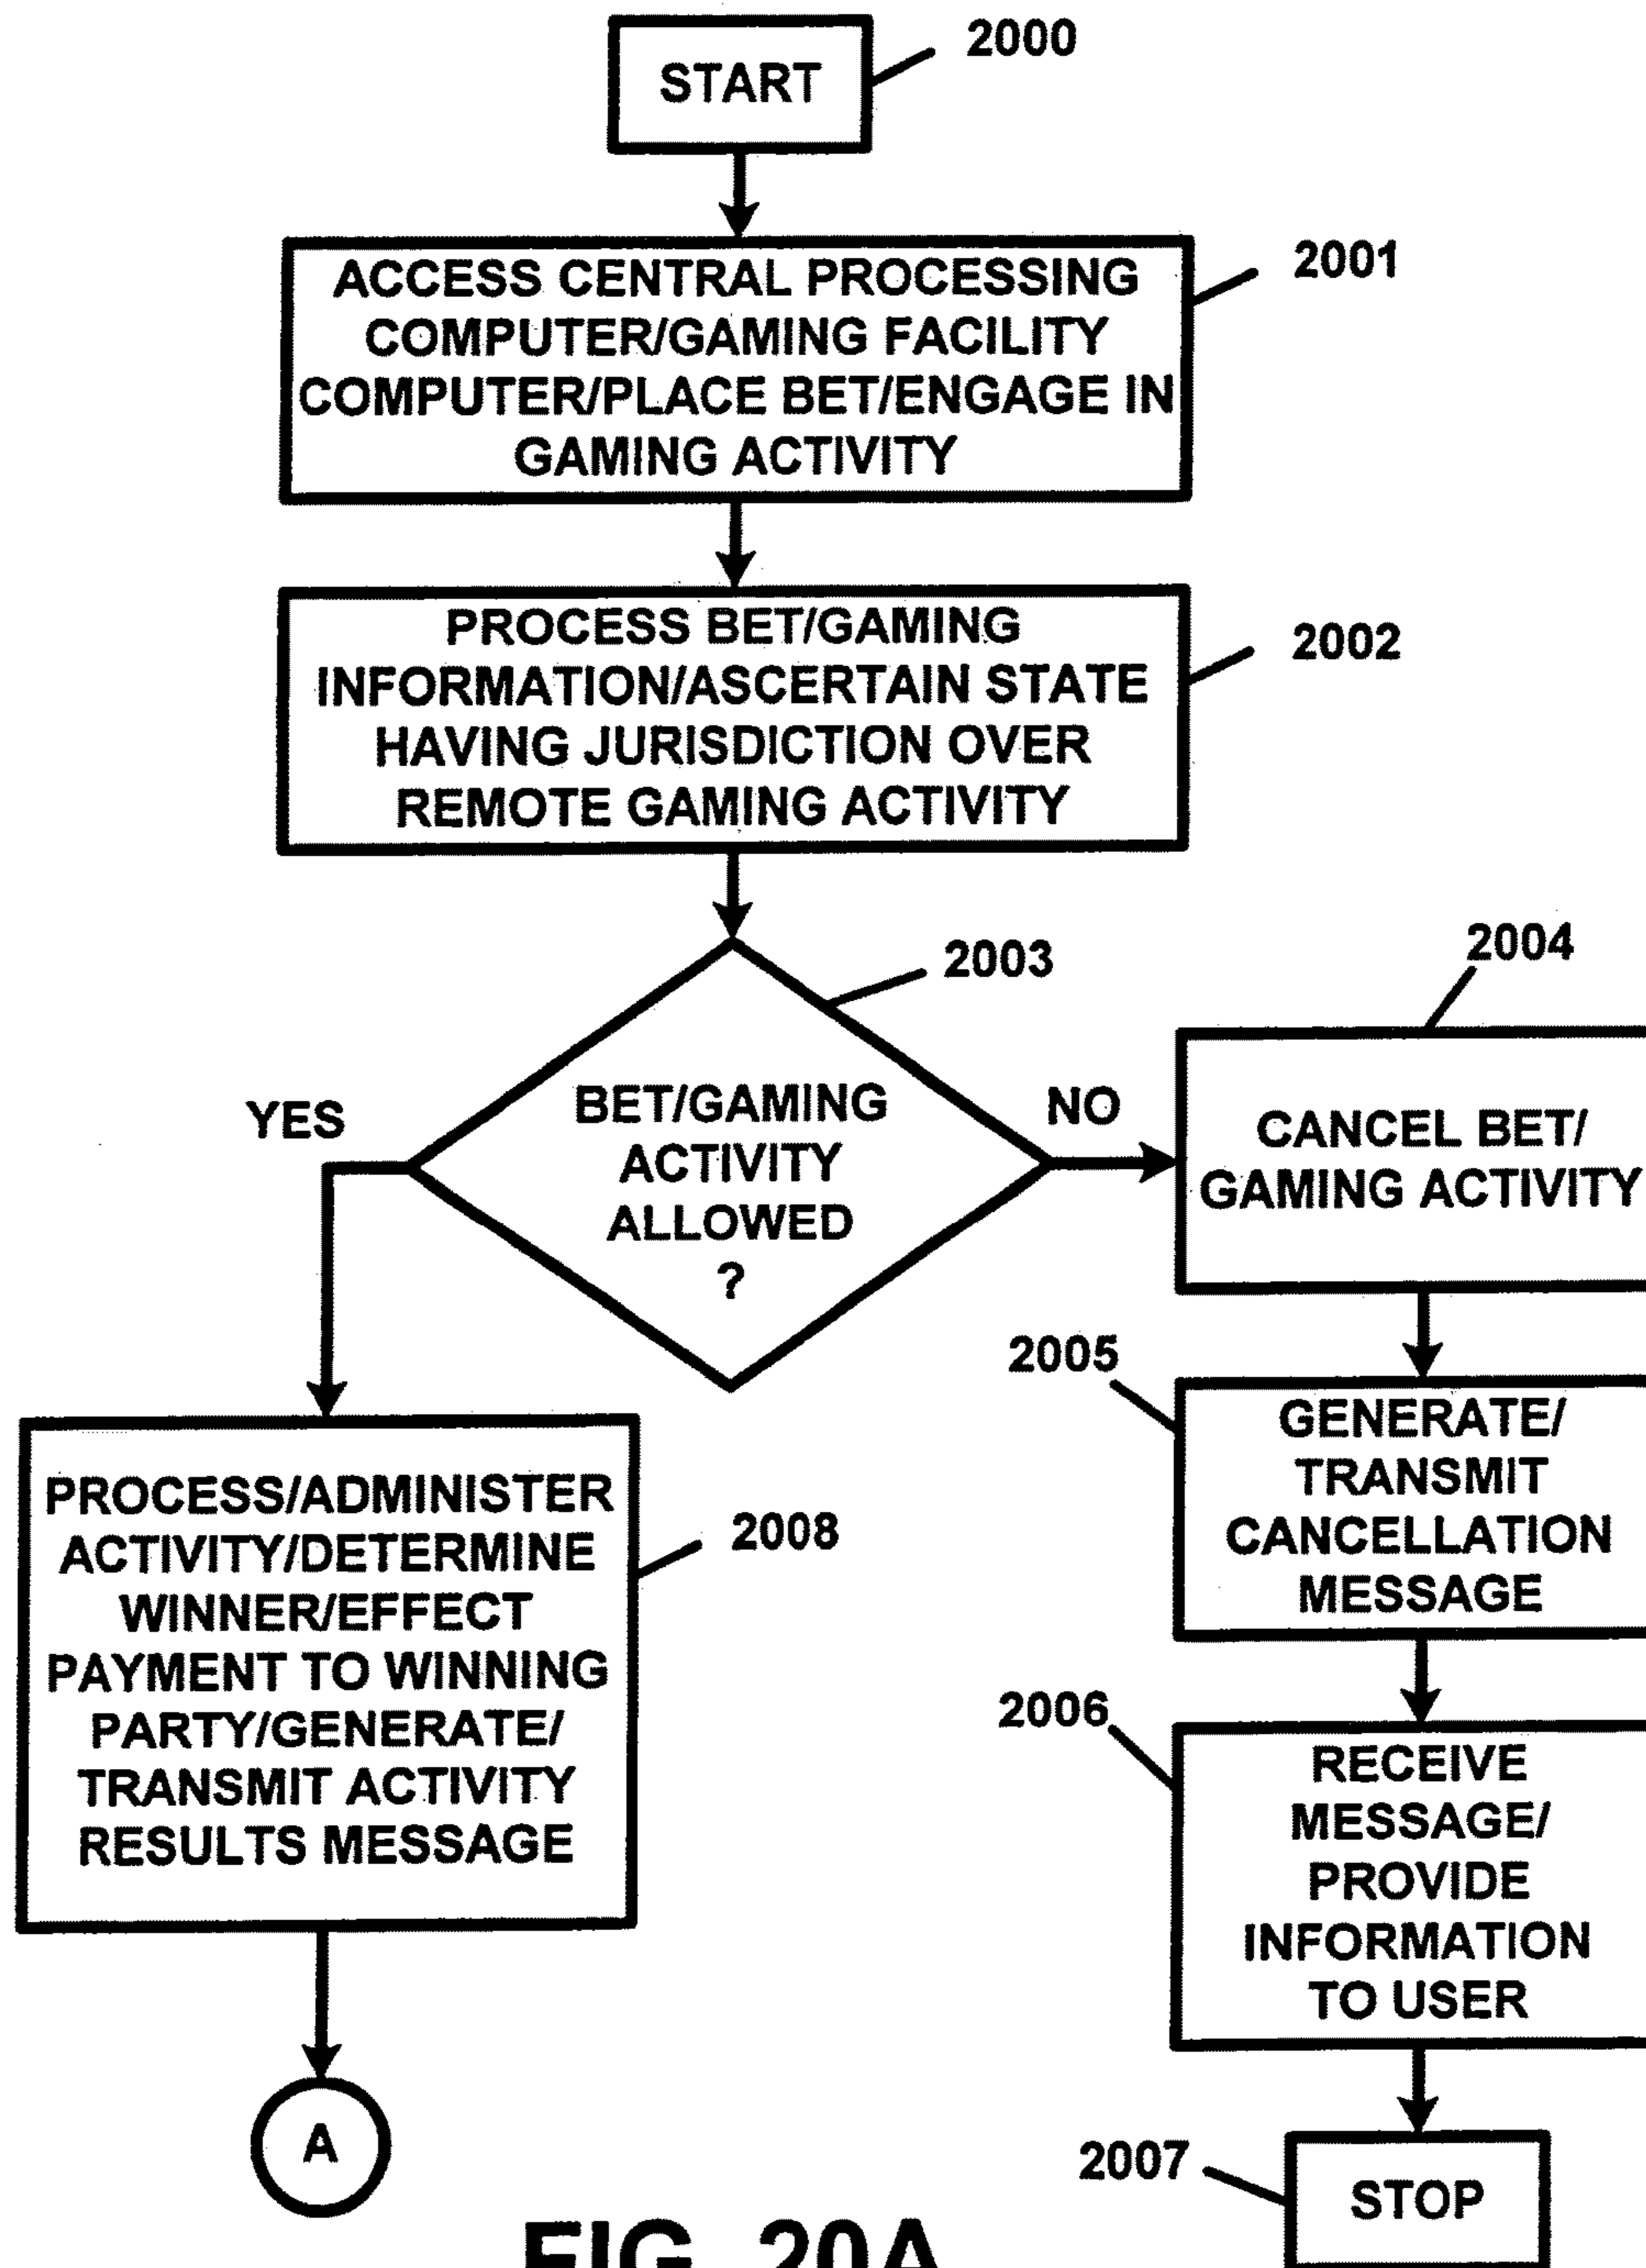 START
2000
ACCESS CENTRAL PROCESSING
COMPUTER/GAMING FACILITY
COMPUTER/PLACE BET/ENGAGE IN
GAMING ACTIVITY
2001
PROCESS BET/GAMING
INFORMATION/ASCERTAIN STATE
HAVING JURISDICTION OVER
REMOTE GAMING ACTIVITY
2002
BET/GAMING
ACTIVITY
ALLOWED
?
2003
YES
NO
2004
CANCEL BET/
GAMING ACTIVITY
2005
GENERATE/
TRANSMIT
CANCELLATION
MESSAGE
2006
RECEIVE
MESSAGE/
PROVIDE
INFORMATION
TO USER
2007
STOP
PROCESS/ADMINISTER
ACTIVITY/DETERMINE
WINNER/EFFECT
PAYMENT TO WINNING
PARTY/GENERATE/
TRANSMIT ACTIVITY
RESULTS MESSAGE
2008
A
FIG. 20A